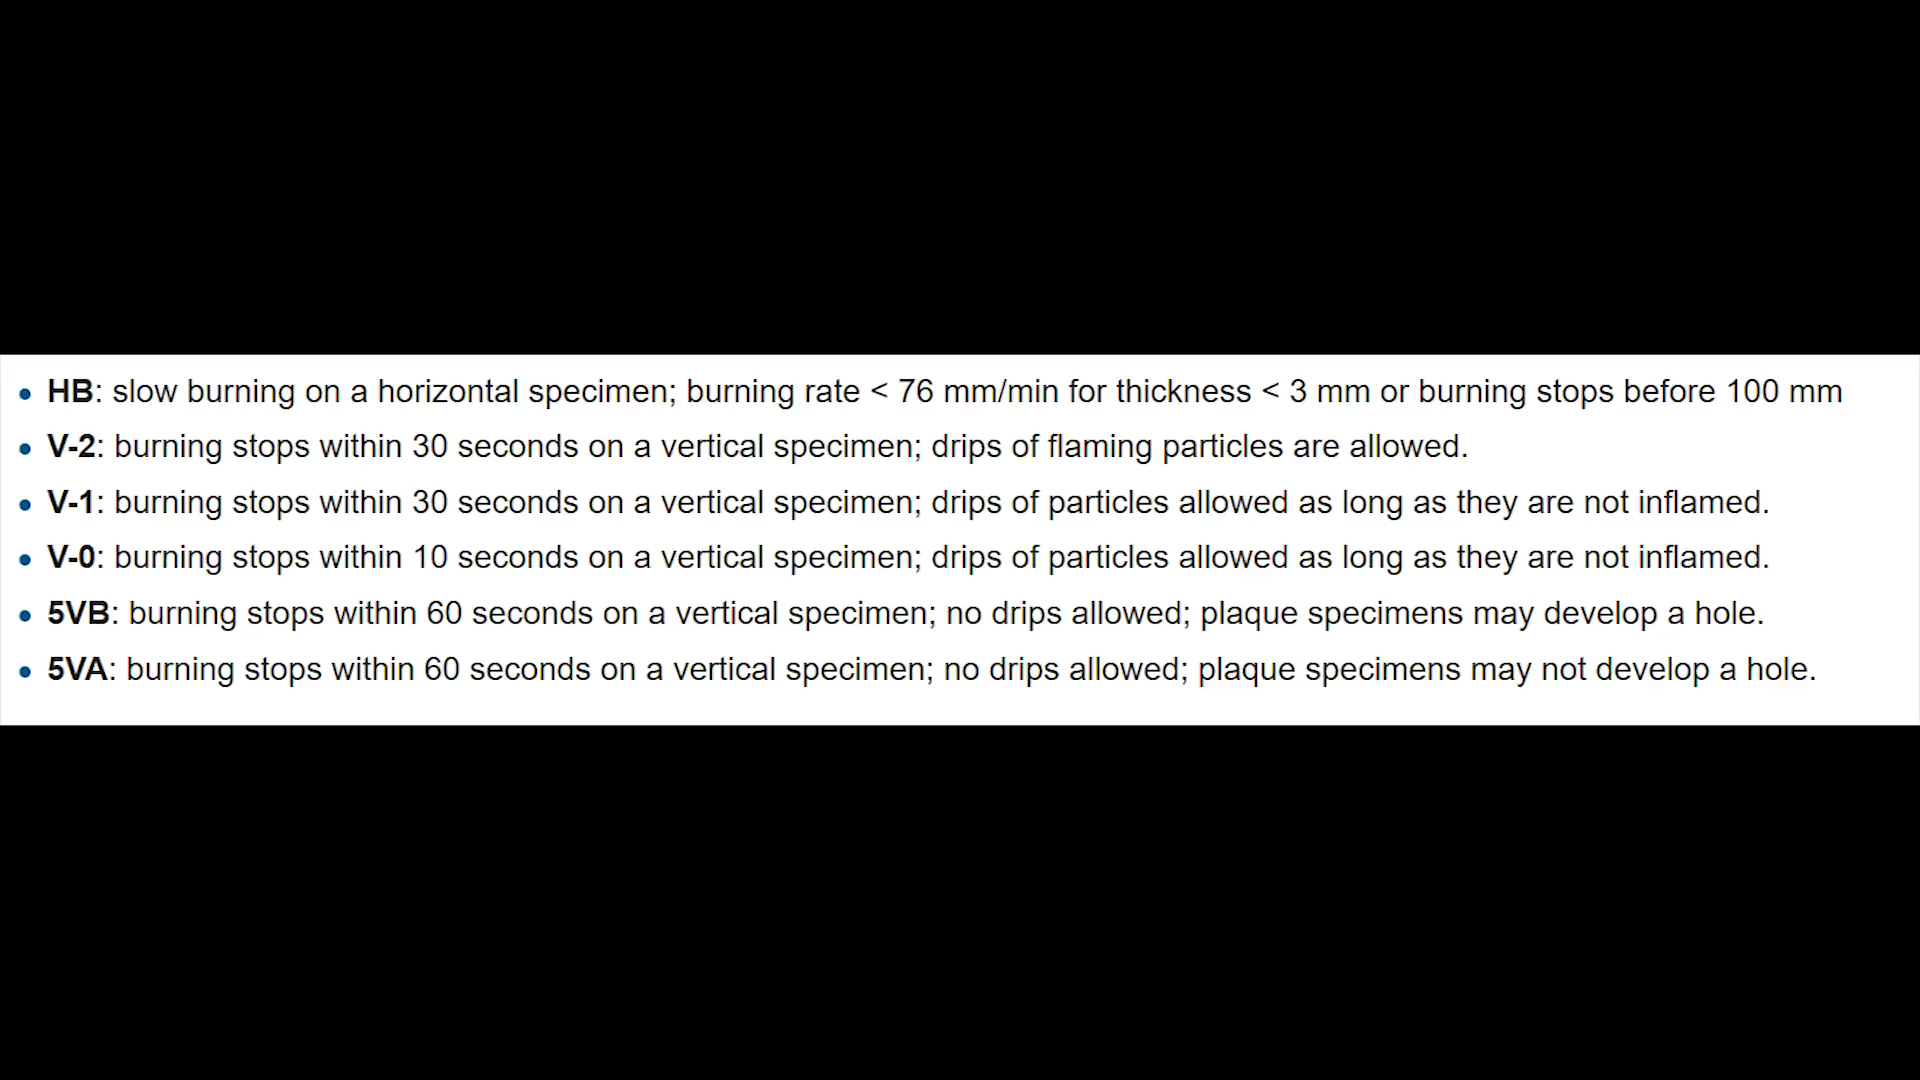 • HB: slow burning on a horizontal specimen; burning rate < 76 mm/min for thickness < 3 mm or burning stops before 100 mm
• V-2: burning stops within 30 seconds on a vertical specimen; drips of flaming particles are allowed.
• V-1: burning stops within 30 seconds on a vertical specimen; drips of particles allowed as long as they are not inflamed.
• V-0: burning stops within 10 seconds on a vertical specimen; drips of particles allowed as long as they are not inflamed.
• 5VB: burning stops within 60 seconds on a vertical specimen; no drips allowed; plaque specimens may develop a hole.
• 5VA: burning stops within 60 seconds on a vertical specimen; no drips allowed; plaque specimens may not develop a hole.